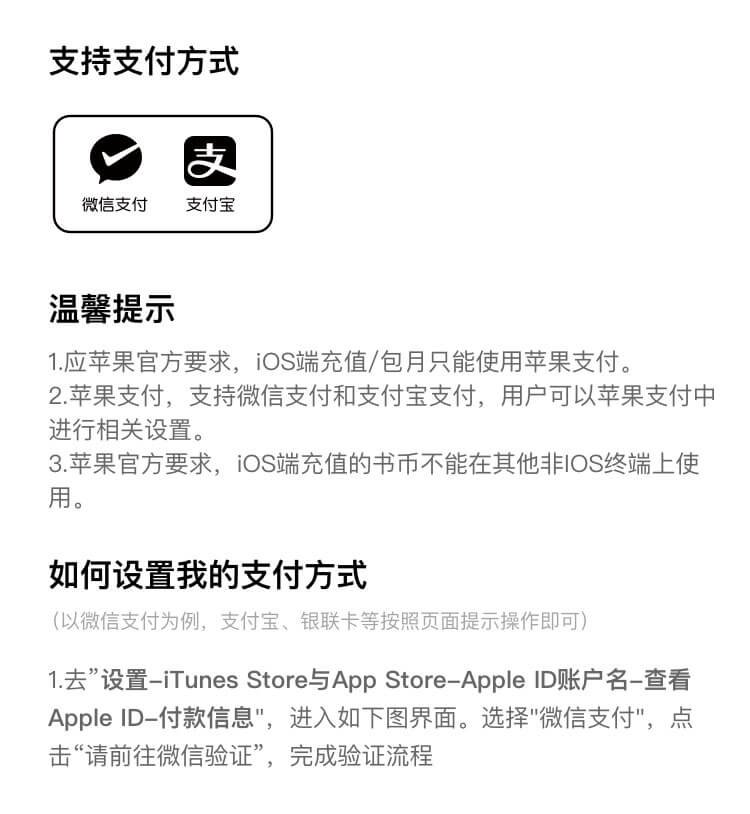 支持支付方式
支
微信支付 支付宝
温馨提示
1.应苹果官方要求，iOS端充值/包月只能使用苹果支付。
2.苹果支付，支持微信支付和支付宝支付，用户可以苹果支付中
进行相关设置。
3.苹果官方要求，iOS端充值的书币不能在其他非IOS终端上使
用。
如何设置我的支付方式
（以微信支付为例，支付宝、银联卡等按照页面提示操作即可）
1.去”设置-iTunes Store与App Store-Apple ID账户名-查看
Apple ID-付款信息"，进入如下图界面。选择"微信支付"，点
击“请前往微信验证”，完成验证流程